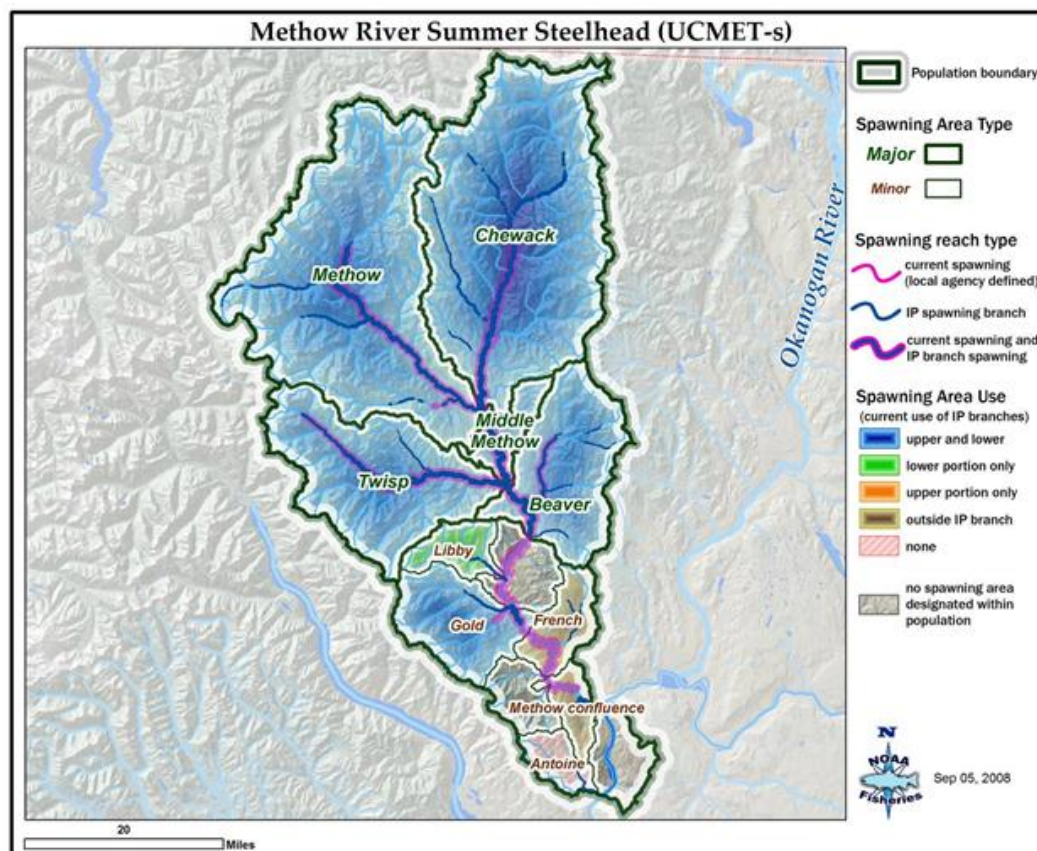 Methow River Summer Steelhead (UCMET-s)
Chewack
Methow
Middle
Methow
Twisp
Beaver
Libby
Gold
French
Methow confluence
Antoine
Okanogan River
Population boundary
Spawning Area Type
Major
Minor
Spawning reach type
current spawning
(local agency defined)
IP spawning branch
current spawning and
IP branch spawning
Spawning Area Use
(current use of IP branches)
upper and lower
lower portion only
upper portion only
outside IP branch
none
no spawning area
designated within
population
N
NOAA
Fisheries
Sep 05, 2008
20
Miles